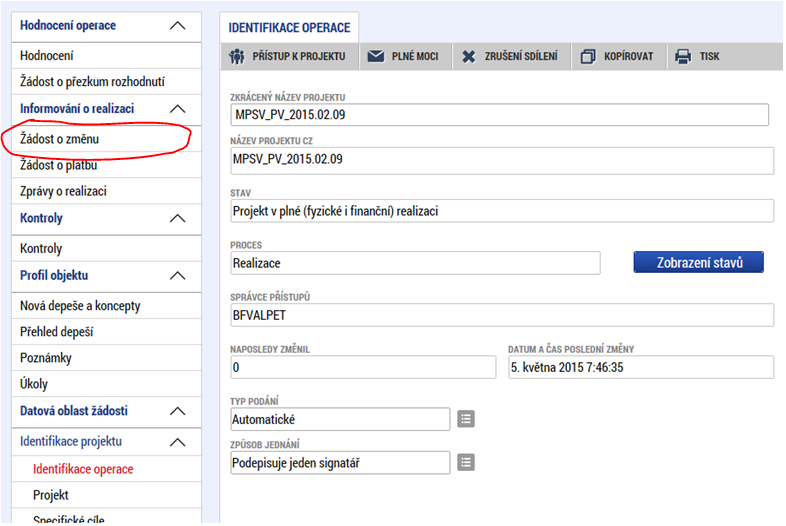 Hodnocení operace
Hodnocení
Žádost o přezkum rozhodnutí
Informování o realizaci
Žádost o změnu
Žádost o platbu
Zprávy o realizaci
Kontroly
Kontroly
Profil objektu
Nová depeše a koncepty
Přehled depeší
Poznámky
Úkoly
Datová oblast žádosti
Identifikace projektu
Identifikace operace
Projekt
Specifické cíle
IDENTIFIKACE OPERACE
PŘÍSTUP K PROJEKTU PLNÉ MOCI ZRUŠENÍ SDÍLENÍ KOPÍROVAT TISK
ZKRÁCENÝ NÁZEV PROJEKTU
MPSV_PV_2015.02.09
NÁZEV PROJEKTU CZ
MPSV_PV_2015.02.09
STAV
Projekt v plné (fyzické i finanční) realizaci
PROCES
Realizace Zobrazení stavů
SPRÁVCE PŘÍSTUPŮ
BFVALPET
NAPOSLEDY ZMĚNIL DATUM A ČAS POSLEDNÍ ZMĚNY
0 5. května 2015 7:46:35
TYP PODÁNÍ
Automatické
ZPŮSOB JEDNÁNÍ
Podepisuje jeden signatář